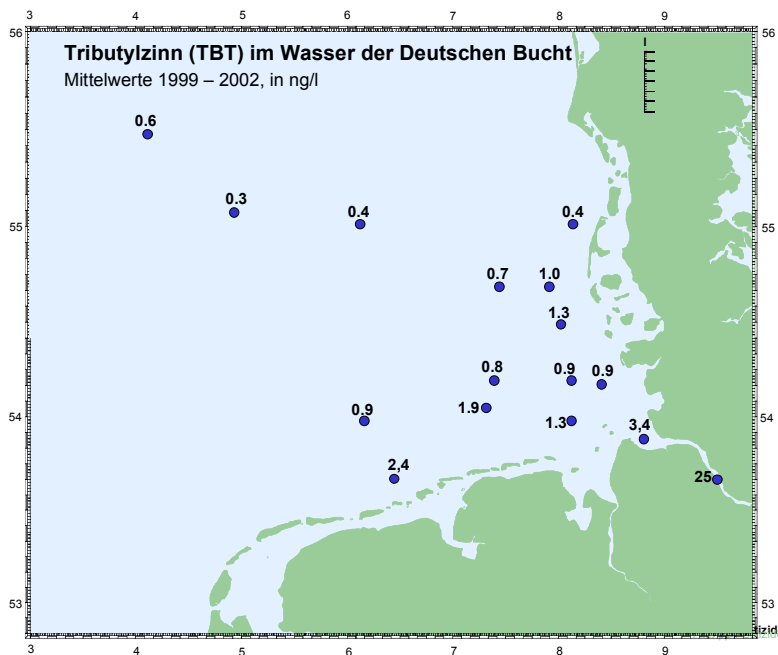 3 4 5 6 7 8 9
56 56
Tributylzinn (TBT) im Wasser der Deutschen Bucht
Mittelwerte 1999 – 2002, in ng/l
0.6
0.3 0.4 0.4
55 55
0.7 1.0
1.3
0.8 0.9 0.9
0.9 1.9
54 1.3 3,4 54
2,4
25
53 53
tizid
3 4 5 6 7 8 9